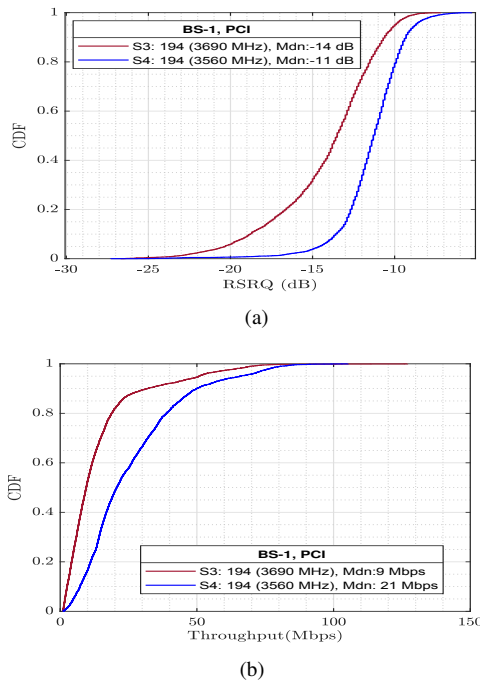 BS-1, PCI
S3: 194 (3690 MHz), Mdn:-14 dB
S4: 194 (3560 MHz), Mdn:-11 dB
1
0.8
0.6
0.4
0.2
0
CDF
-30 -25 -20 -15 -10
RSRQ (dB)
(a)
1
0.8
0.6
0.4
0.2
0
CDF
BS-1, PCI
S3: 194 (3690 MHz), Mdn:9 Mbps
S4: 194 (3560 MHz), Mdn: 21 Mbps
0 50 100 150
Throughput(Mbps)
(b)